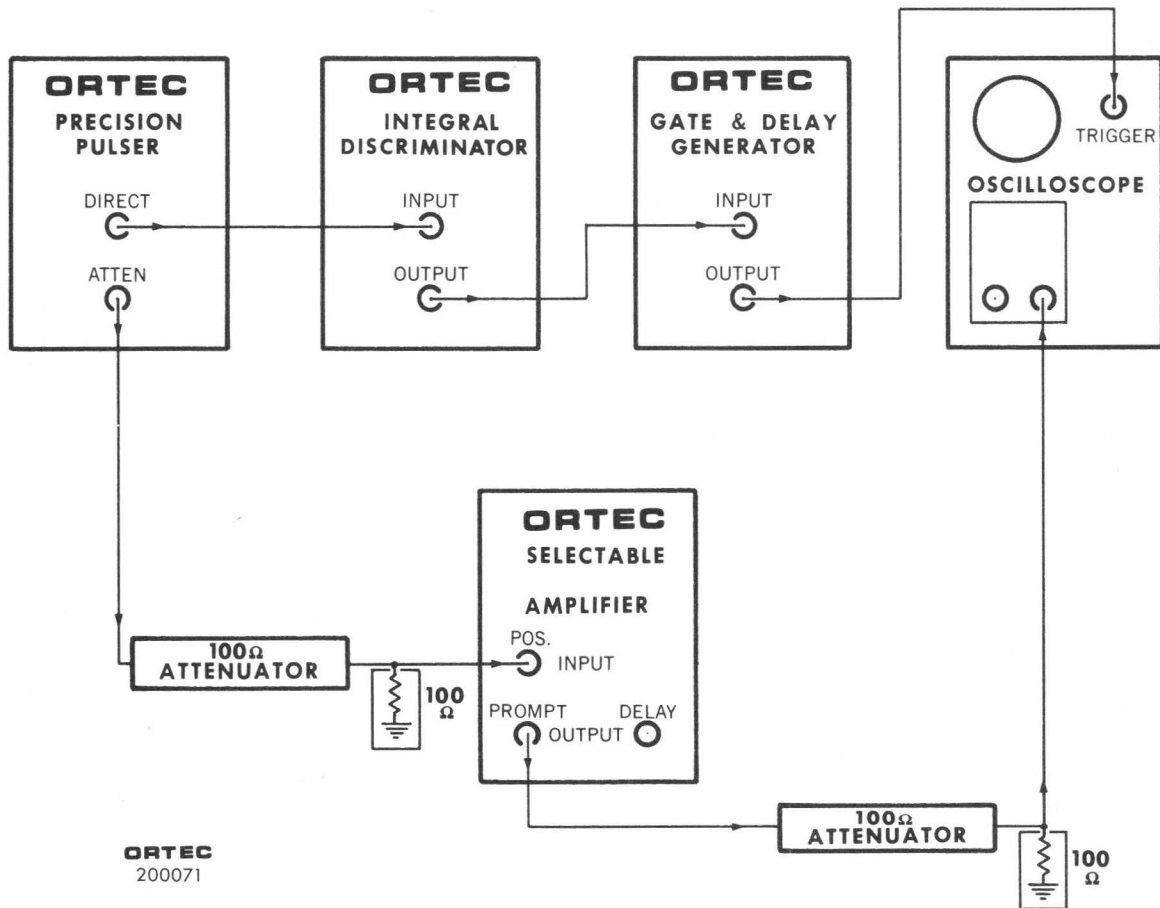 ORTEC
PRECISION
PULSER
DIRECT
ATTEN
ORTEC
INTEGRAL
DISCRIMINATOR
INPUT
OUTPUT
ORTEC
GATE & DELAY
GENERATOR
INPUT
OUTPUT
TRIGGER
OSCILLOSCOPE
ORTEC
SELECTABLE
AMPLIFIER
POS.
INPUT
PROMPT
OUTPUT
DELAY
100Ω
ATTENUATOR
100
Ω
100Ω
ATTENUATOR
100
Ω
ORTEC
200071